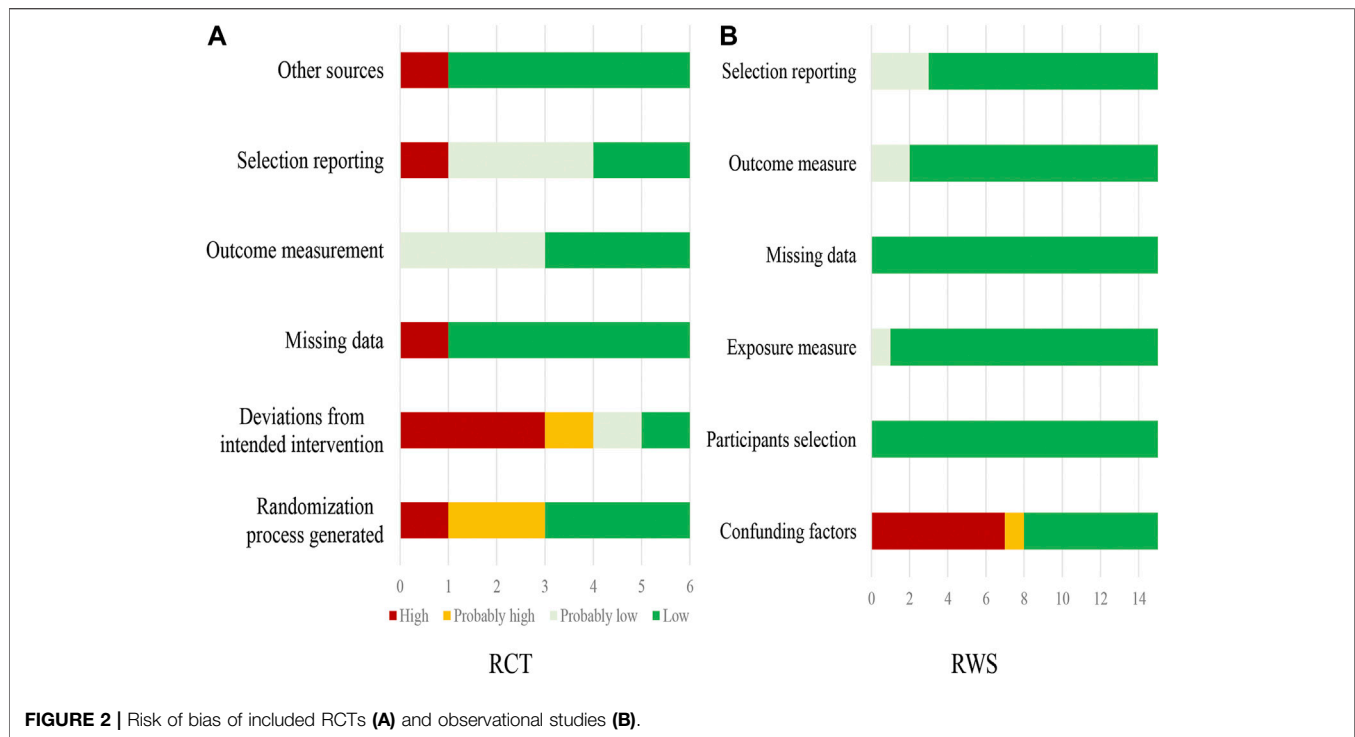 A
Other sources
Selection reporting
Outcome measurement
Missing data
Deviations from
intended intervention
Randomization
process generated
0 1 2 3 4 5 6
High Probably high Probably low Low
RCT
B
Selection reporting
Outcome measure
Missing data
Exposure measure
Participants selection
Confunding factors
0 2 4 6 8 10 12 14
RWS
FIGURE 2 | Risk of bias of included RCTs (A) and observational studies (B).